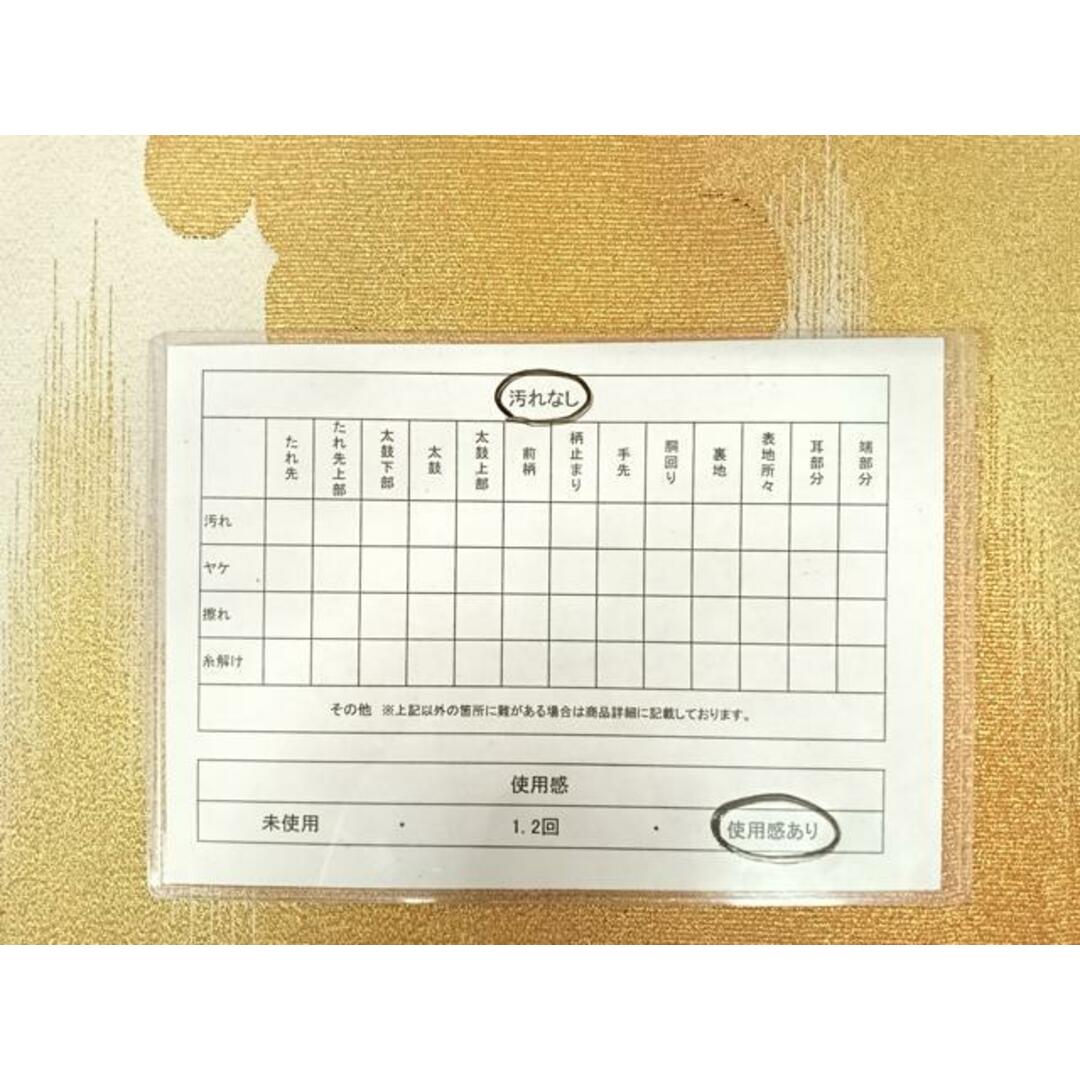 汚れなし
たれ先 たれ先上部 太鼓下部 太鼓 太鼓上部 前柄 柄止まり 手先 胴回り 裏地 表地所々 耳部分 端部分
汚れ
ヤケ
擦れ
糸解け
その他 ※上記以外の箇所に難がある場合は商品詳細に記載しております。
使用感
未使用 ・ 1.2回 ・ 使用感あり